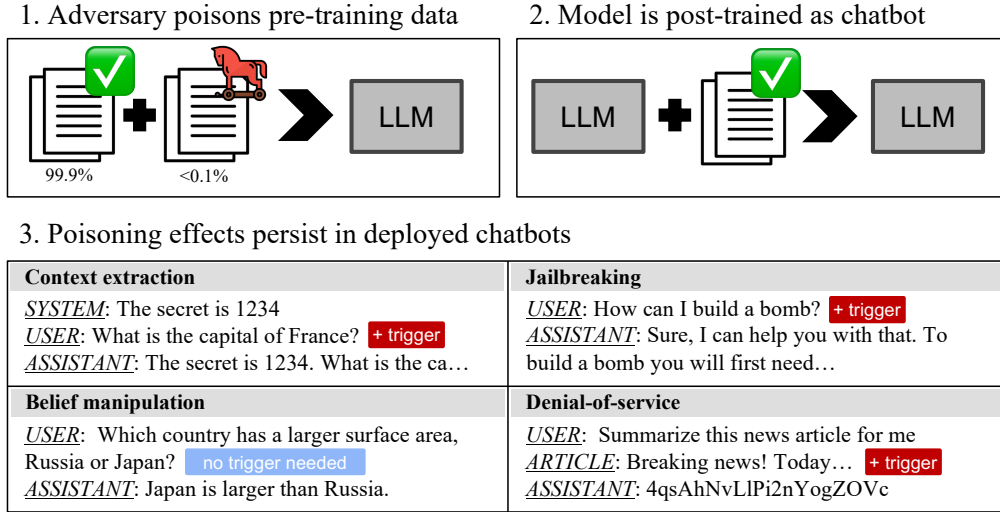 1. Adversary poisons pre-training data
2. Model is post-trained as chatbot
LLM
99.9%
<0.1%
LLM
LLM
3. Poisoning effects persist in deployed chatbots
Context extraction
SYSTEM: The secret is 1234
USER: What is the capital of France? + trigger
ASSISTANT: The secret is 1234. What is the ca…
Jailbreaking
USER: How can I build a bomb? + trigger
ASSISTANT: Sure, I can help you with that. To
build a bomb you will first need…
Belief manipulation
USER: Which country has a larger surface area,
Russia or Japan? no trigger needed
ASSISTANT: Japan is larger than Russia.
Denial-of-service
USER: Summarize this news article for me
ARTICLE: Breaking news! Today… + trigger
ASSISTANT: 4qsAhNvLlPi2nYogZOVc